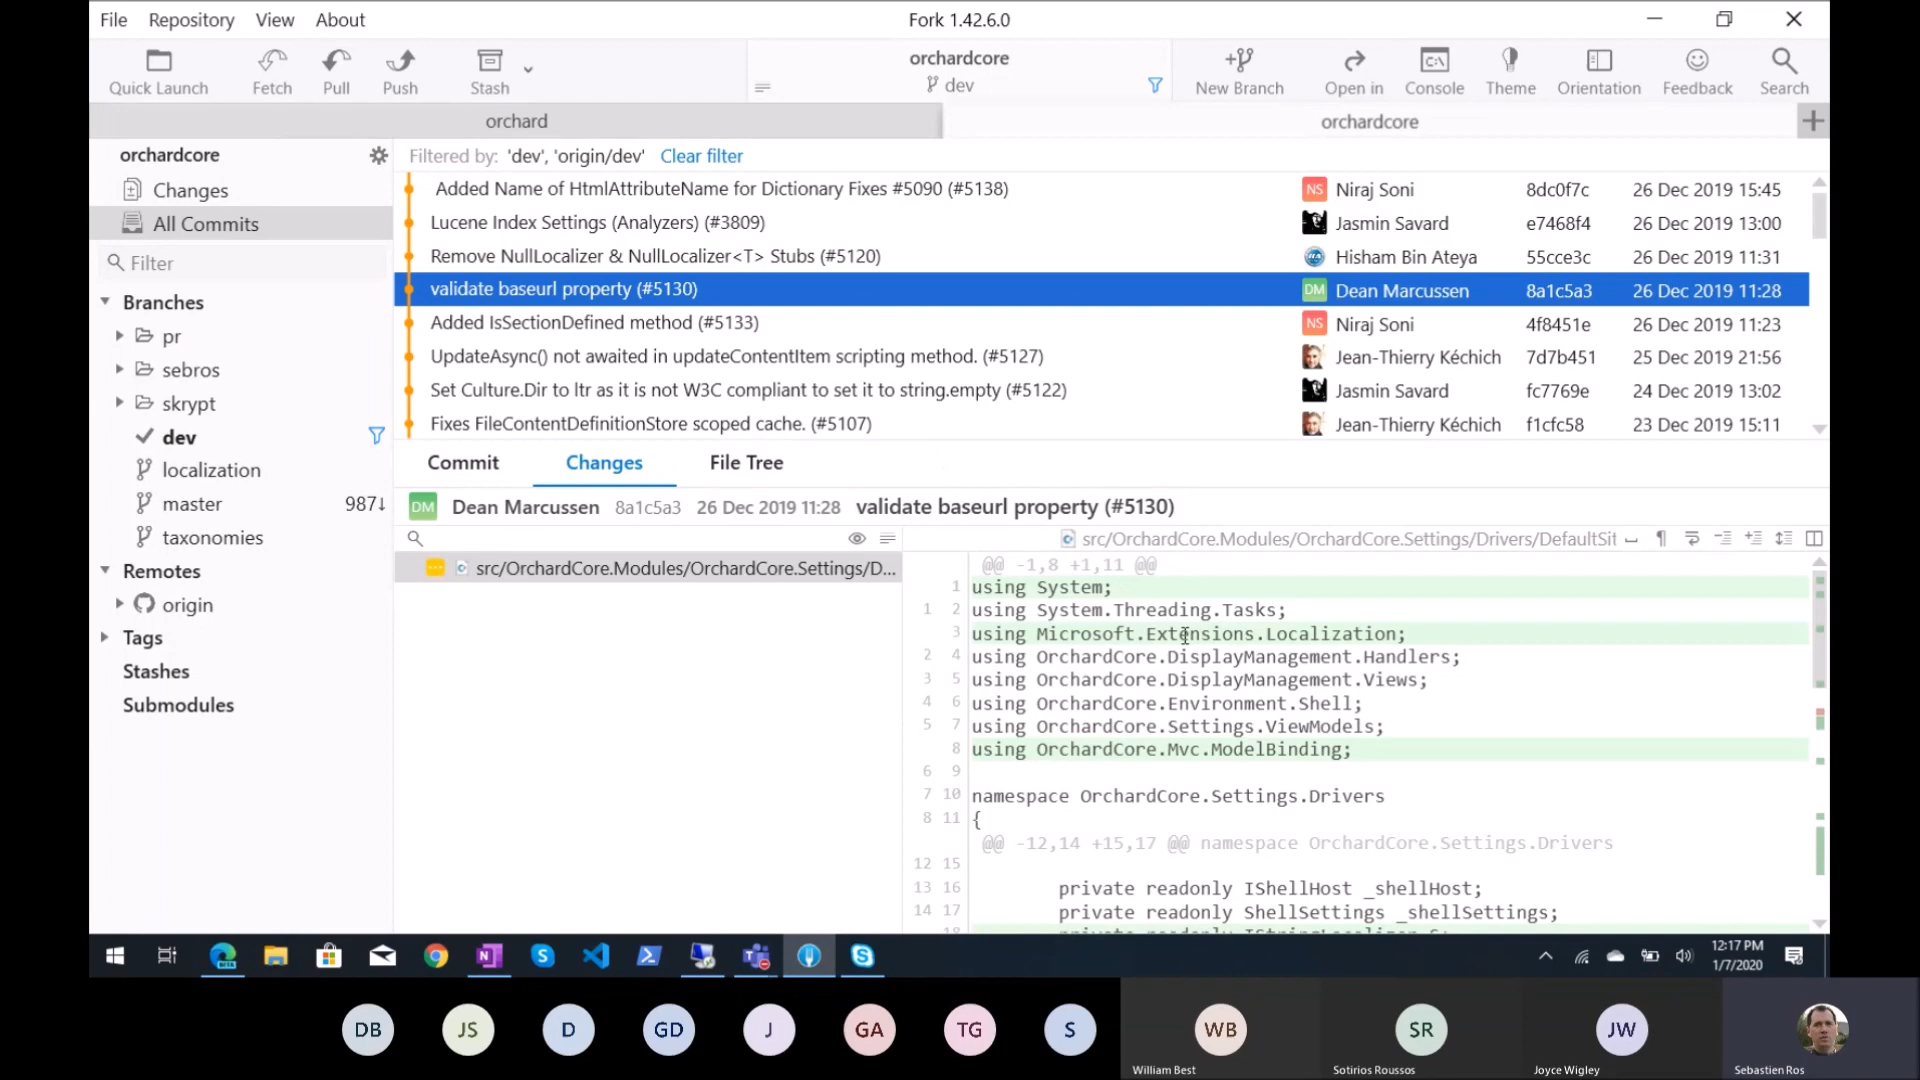 File Repository View About
Fork 1.42.6.0
Quick Launch Fetch Pull Push Stash
orchardcore
dev
New Branch Open in Console Theme Orientation Feedback Search
orchard
orchardcore
orchardcore
Changes
All Commits
Filter
Branches
pr
sebros
skrypt
dev
localization
master 987↓
taxonomies
Remotes
origin
Tags
Stashes
Submodules
Filtered by: 'dev', 'origin/dev' Clear filter
Added Name of HtmlAttributeName for Dictionary Fixes #5090 (#5138) NS Niraj Soni 8dc0f7c 26 Dec 2019 15:45
Lucene Index Settings (Analyzers) (#3809) Jasmin Savard e7468f4 26 Dec 2019 13:00
Remove NullLocalizer & NullLocalizer<T> Stubs (#5120) Hisham Bin Ateya 55cce3c 26 Dec 2019 11:31
validate baseurl property (#5130) DM Dean Marcussen 8a1c5a3 26 Dec 2019 11:28
Added IsSectionDefined method (#5133) NS Niraj Soni 4f8451e 26 Dec 2019 11:23
UpdateAsync() not awaited in updateContentItem scripting method. (#5127) Jean-Thierry Kéchich 7d7b451 25 Dec 2019 21:56
Set Culture.Dir to ltr as it is not W3C compliant to set it to string.empty (#5122) Jasmin Savard fc7769e 24 Dec 2019 13:02
Fixes FileContentDefinitionStore scoped cache. (#5107) Jean-Thierry Kéchich f1cfc58 23 Dec 2019 15:11
Commit Changes File Tree
DM Dean Marcussen 8a1c5a3 26 Dec 2019 11:28 validate baseurl property (#5130)
src/OrchardCore.Modules/OrchardCore.Settings/D...
src/OrchardCore.Modules/OrchardCore.Settings/Drivers/DefaultSit
@@ -1,8 +1,11 @@
1 using System;
1 2 using System.Threading.Tasks;
3 using Microsoft.Extensions.Localization;
2 4 using OrchardCore.DisplayManagement.Handlers;
3 5 using OrchardCore.DisplayManagement.Views;
4 6 using OrchardCore.Environment.Shell;
5 7 using OrchardCore.Settings.ViewModels;
8 using OrchardCore.Mvc.ModelBinding;
6 9
7 10 namespace OrchardCore.Settings.Drivers
8 11 {
@@ -12,14 +15,17 @@ namespace OrchardCore.Settings.Drivers
12 15
13 16 private readonly IShellHost _shellHost;
14 17 private readonly ShellSettings _shellSettings;
12:17 PM
1/7/2020
DB JS D GD J GA TG S WB SR JW
William Best Sotirios Roussos Joyce Wigley Sebastien Ros